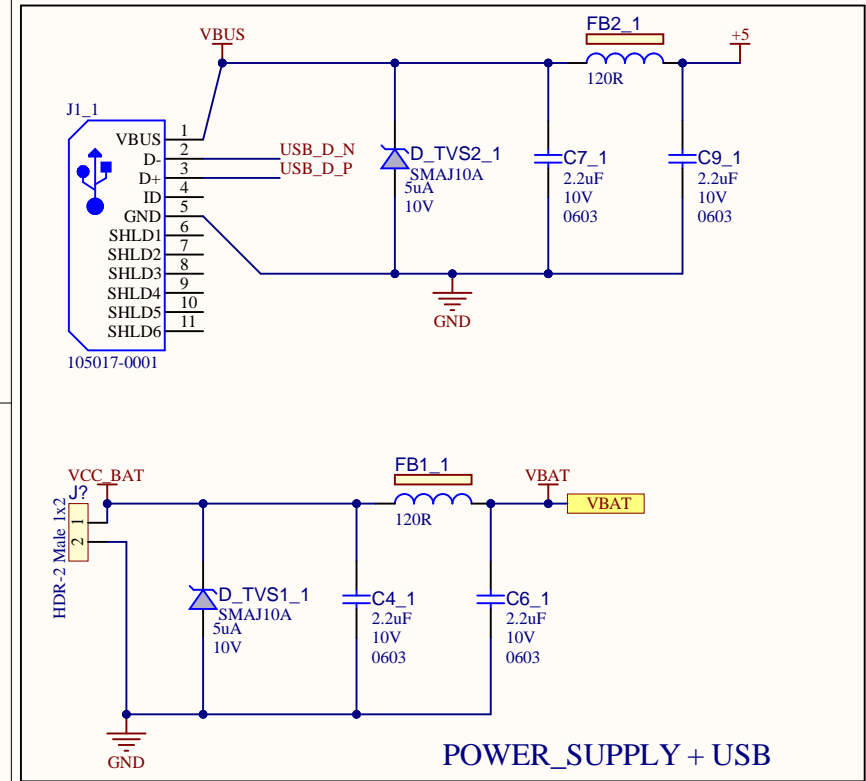 VBUS
FB2_1
+5
120R
J1_1
VBUS 1
D- 2 USB_D_N
D+ 3 USB_D_P
ID 4
GND 5
SHLD1 6
SHLD2 7
SHLD3 8
SHLD4 9
SHLD5 10
SHLD6 11
105017-0001
D_TVS2_1
SMAJ10A
5uA
10V
C7_1
2.2uF
10V
0603
C9_1
2.2uF
10V
0603
GND
VCC_BAT
J?
1
2
HDR-2 Male 1x2
FB1_1
120R
VBAT
VBAT
D_TVS1_1
SMAJ10A
5uA
10V
C4_1
2.2uF
10V
0603
C6_1
2.2uF
10V
0603
GND
POWER_SUPPLY + USB